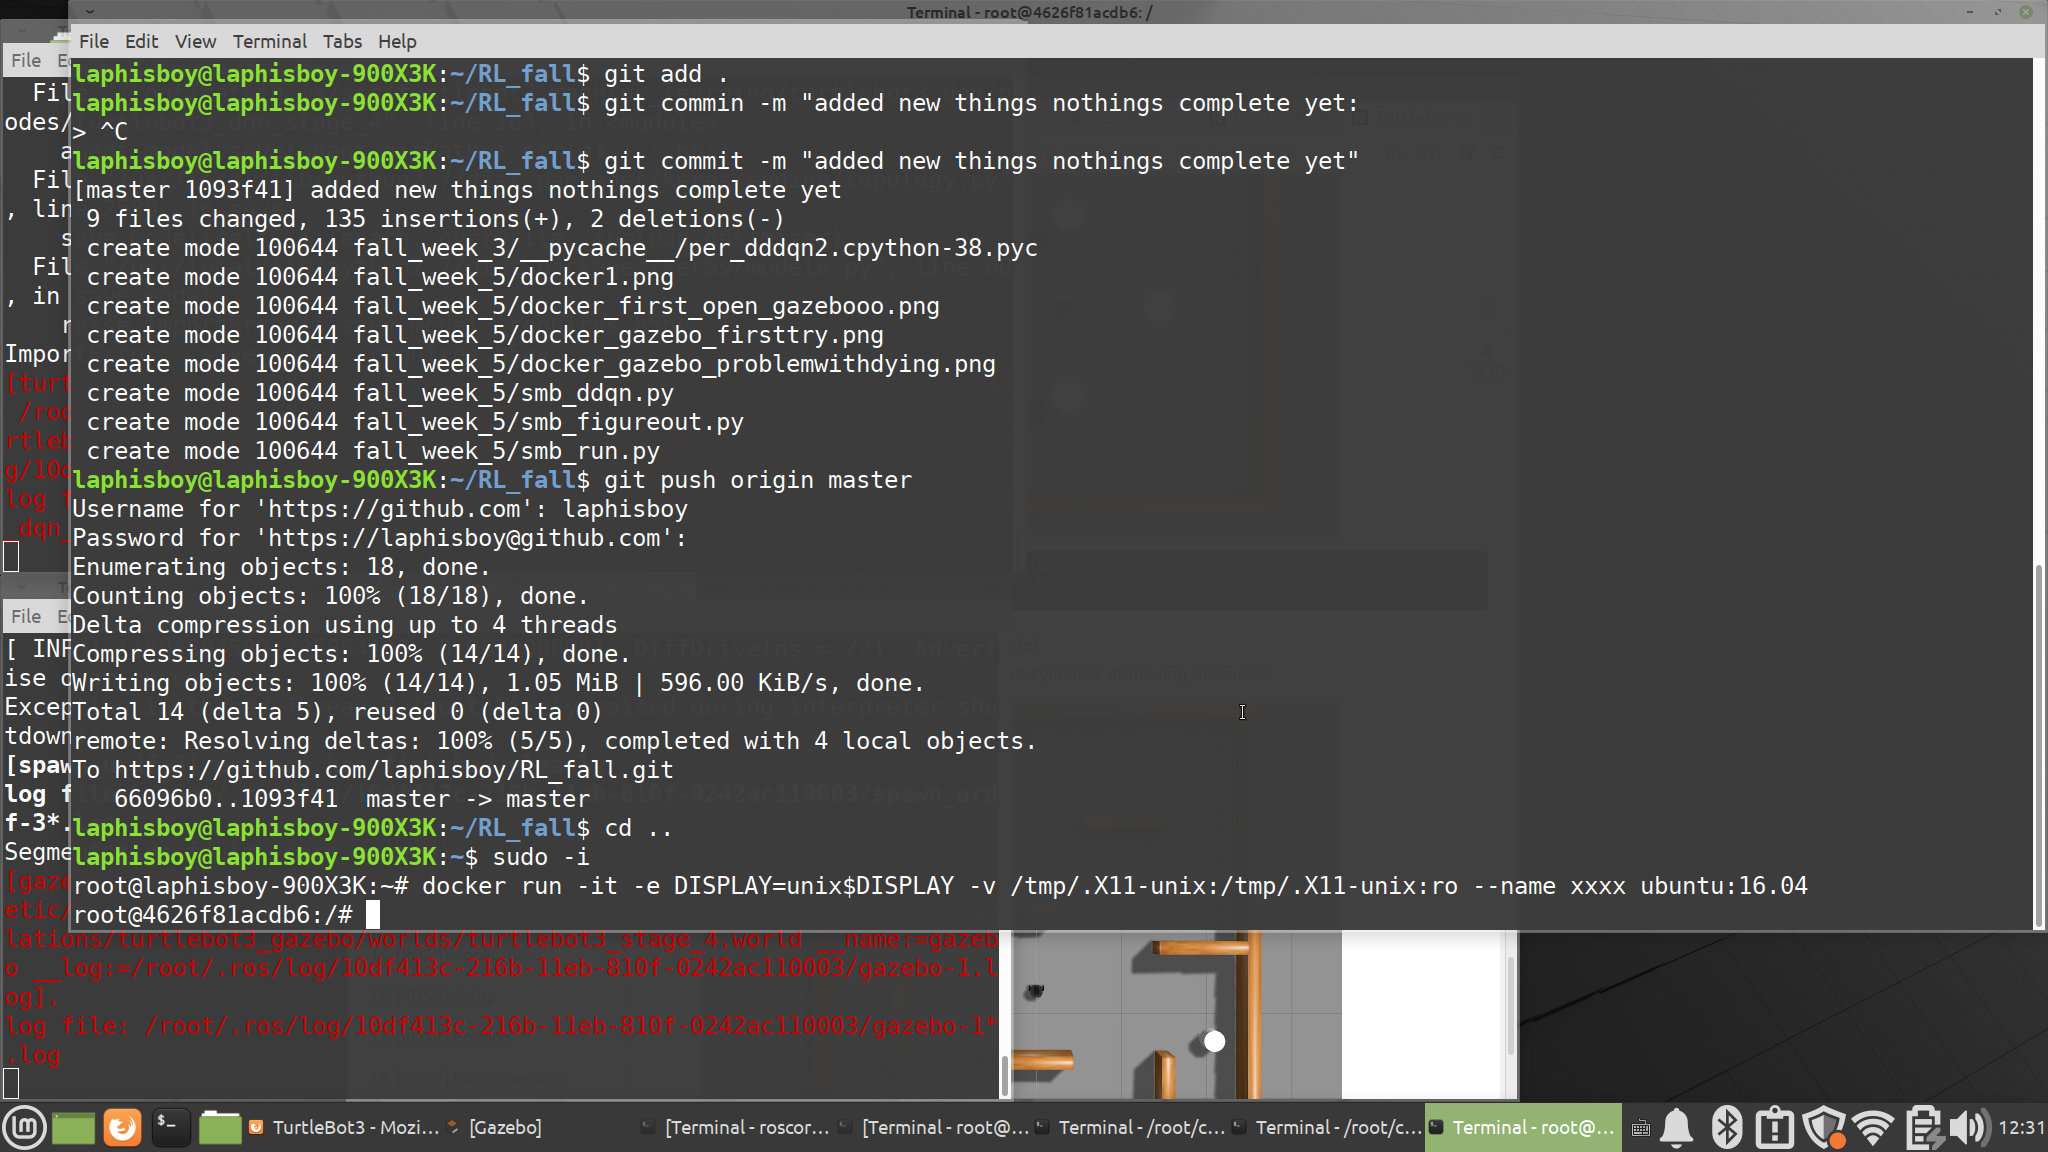 Terminal - root@4626f81acdb6: /
File Edit View Terminal Tabs Help
laphisboy@laphisboy-900X3K:~/RL_fall$ git add .
laphisboy@laphisboy-900X3K:~/RL_fall$ git commin -m "added new things nothings complete yet:
> ^C
laphisboy@laphisboy-900X3K:~/RL_fall$ git commit -m "added new things nothings complete yet"
[master 1093f41] added new things nothings complete yet
 9 files changed, 135 insertions(+), 2 deletions(-)
 create mode 100644 fall_week_3/__pycache__/per_dddqn2.cpython-38.pyc
 create mode 100644 fall_week_5/docker1.png
 create mode 100644 fall_week_5/docker_first_open_gazebooo.png
 create mode 100644 fall_week_5/docker_gazebo_firsttry.png
 create mode 100644 fall_week_5/docker_gazebo_problemwithdying.png
 create mode 100644 fall_week_5/smb_ddqn.py
 create mode 100644 fall_week_5/smb_figureout.py
 create mode 100644 fall_week_5/smb_run.py
laphisboy@laphisboy-900X3K:~/RL_fall$ git push origin master
Username for 'https://github.com': laphisboy
Password for 'https://laphisboy@github.com':
Enumerating objects: 18, done.
Counting objects: 100% (18/18), done.
Delta compression using up to 4 threads
Compressing objects: 100% (14/14), done.
Writing objects: 100% (14/14), 1.05 MiB | 596.00 KiB/s, done.
Total 14 (delta 5), reused 0 (delta 0)
remote: Resolving deltas: 100% (5/5), completed with 4 local objects.
To https://github.com/laphisboy/RL_fall.git
   66096b0..1093f41  master -> master
laphisboy@laphisboy-900X3K:~/RL_fall$ cd ..
laphisboy@laphisboy-900X3K:~$ sudo -i
root@laphisboy-900X3K:~# docker run -it -e DISPLAY=unix$DISPLAY -v /tmp/.X11-unix:/tmp/.X11-unix:ro --name xxxx ubuntu:16.04
root@4626f81acdb6:/#
File
odes/
, lin
, in
File
[ INF
ise
tdown
[spaw
log f
f-3*.
lations/turtlebot3_gazebo/worlds/turtlebot3_stage_4.world __name:=gazeb
o __log:=/root/.ros/log/10df413c-216b-11eb-810f-0242ac110003/gazebo-1.l
og].
log file: /root/.ros/log/10df413c-216b-11eb-810f-0242ac110003/gazebo-1*
.log
TurtleBot3 - Mozi...
[Gazebo]
[Terminal - roscor...
[Terminal - root@...
Terminal - /root/c...
Terminal - /root/c...
Terminal - root@...
12:31